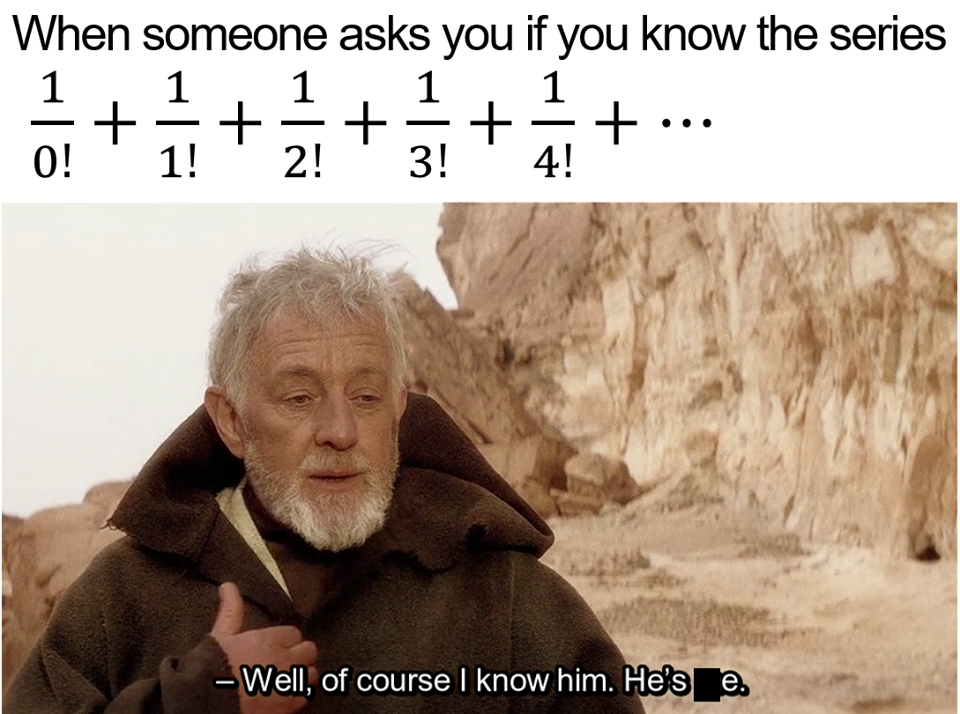 When someone asks you if you know the series
1/0! + 1/1! + 1/2! + 1/3! + 1/4! + ⋯
– Well, of course I know him. He's e.